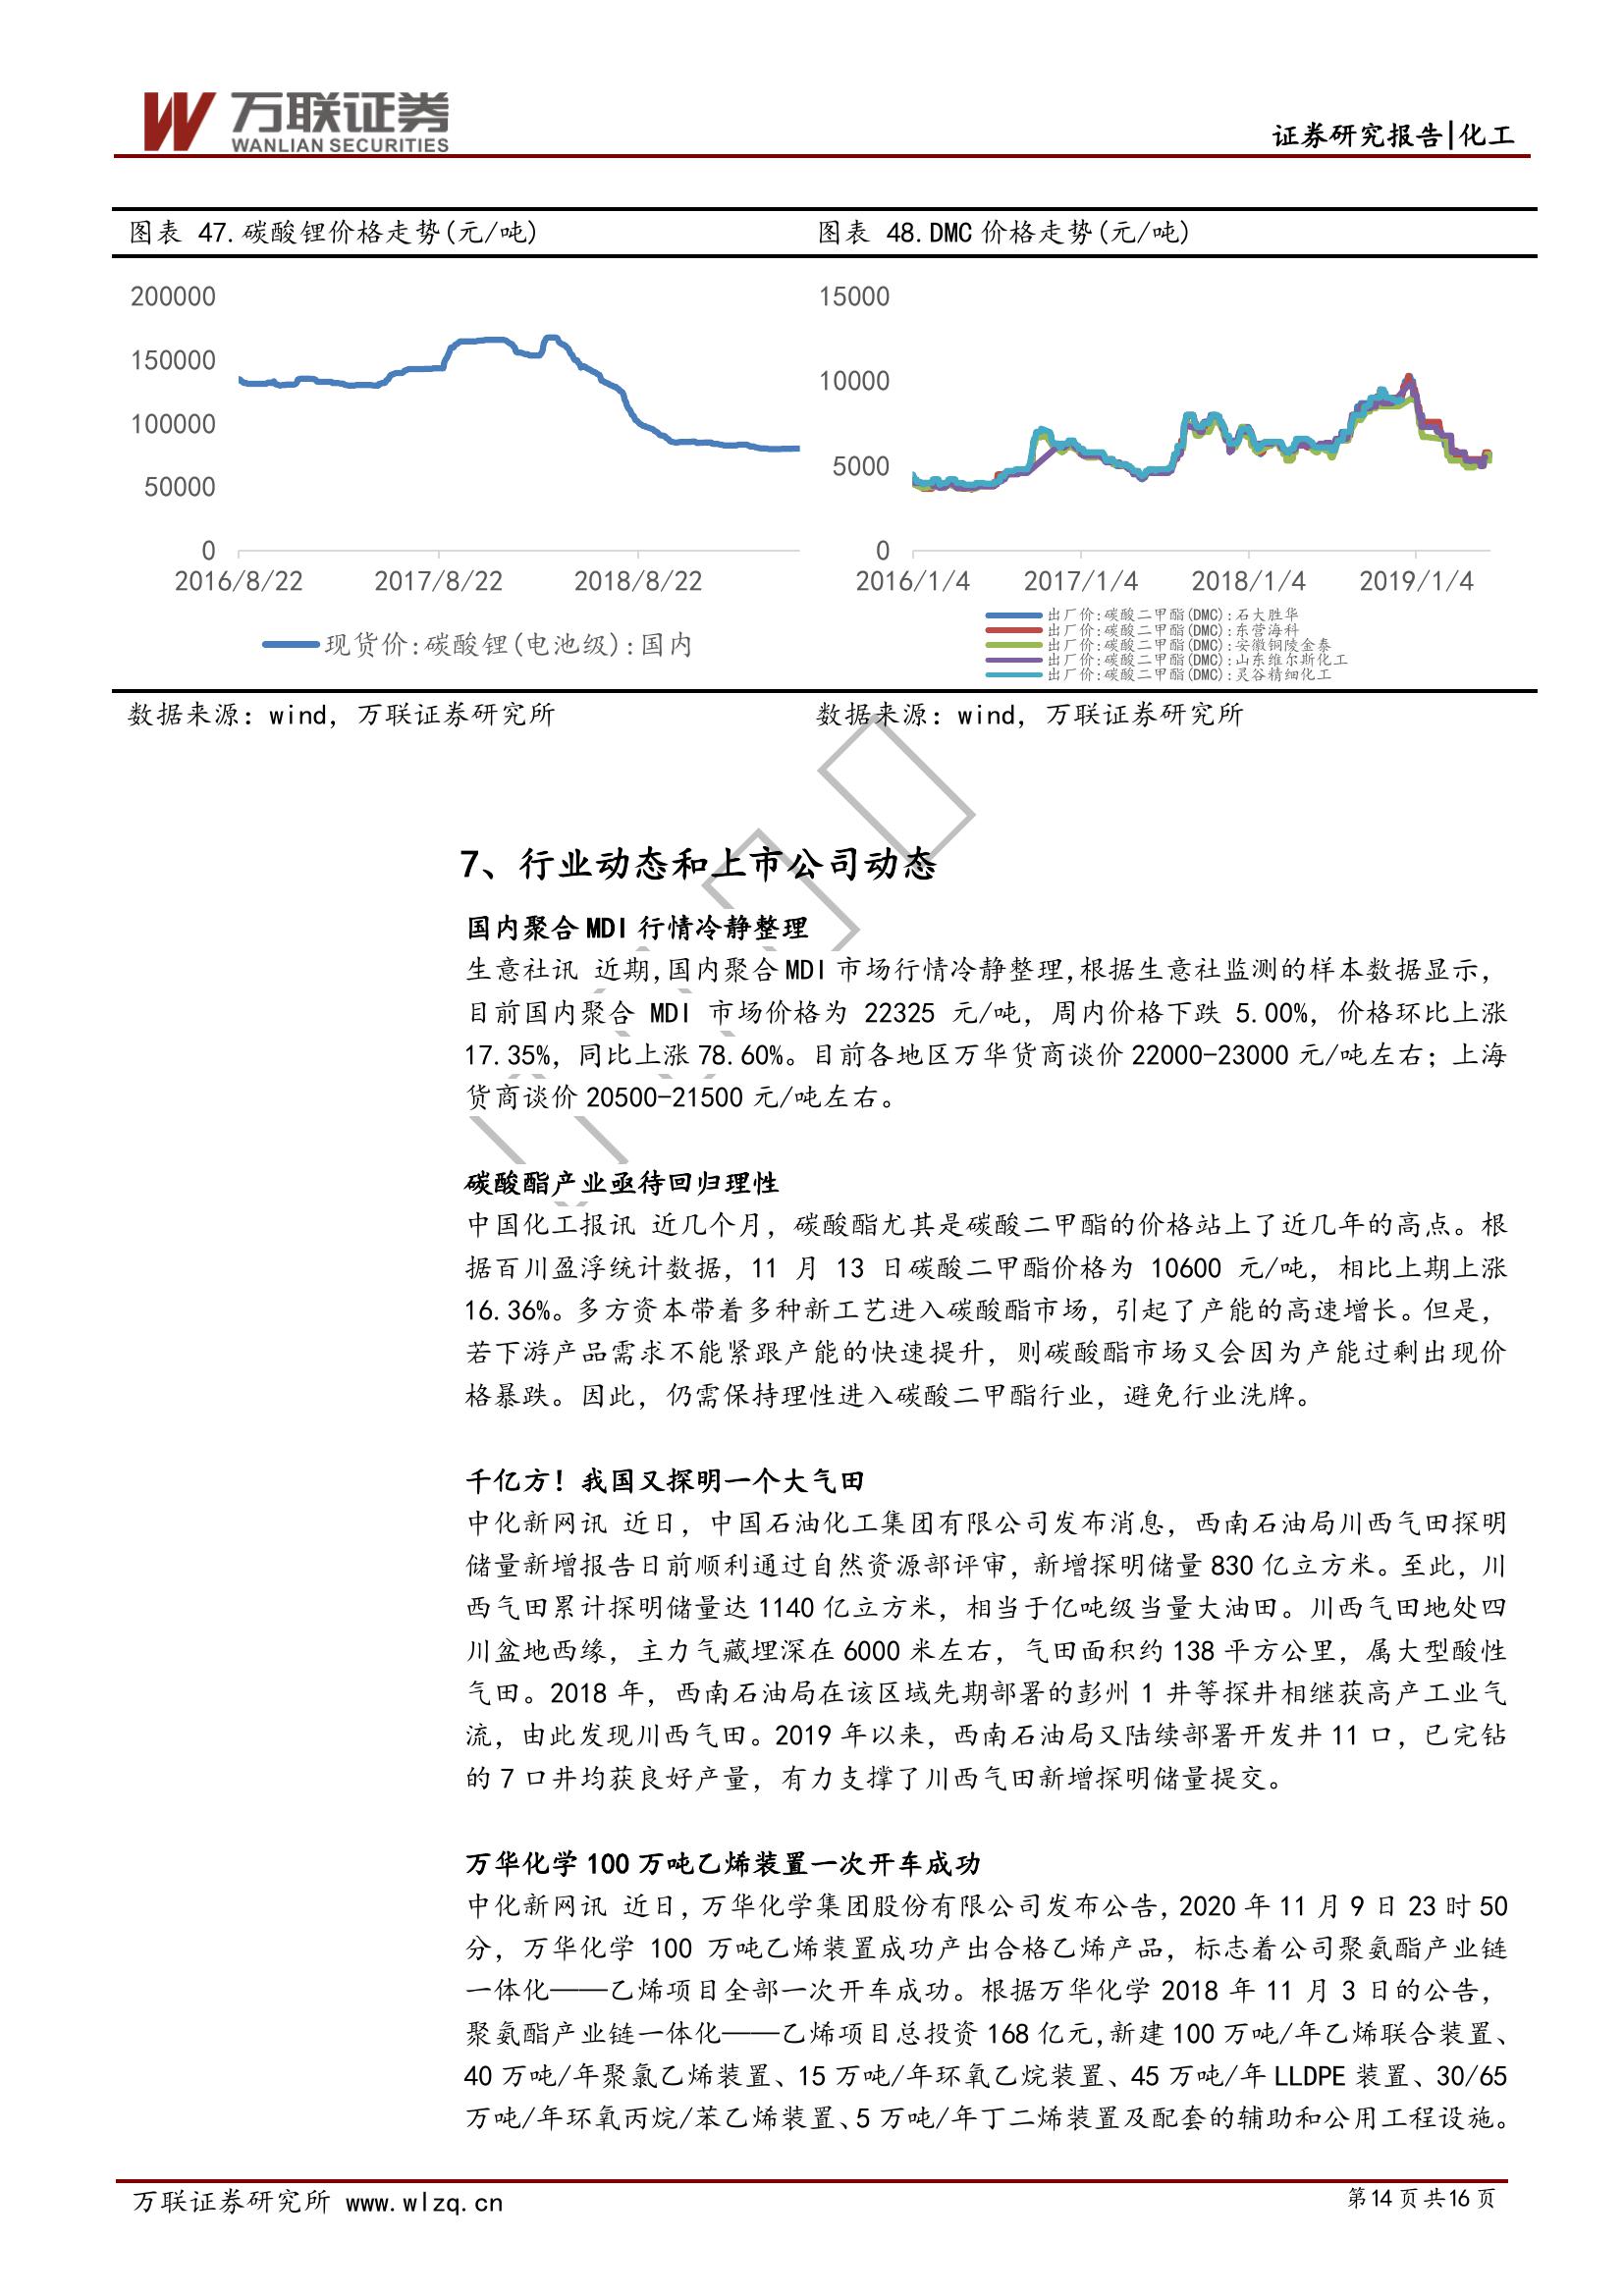 万联证券
WANLIAN SECURITIES
证券研究报告|化工
图表 47.碳酸锂价格走势(元/吨)
图表 48.DMC 价格走势(元/吨)
200000
150000
100000
50000
0
2016/8/22 2017/8/22 2018/8/22
现货价:碳酸锂(电池级):国内
15000
10000
5000
0
2016/1/4 2017/1/4 2018/1/4 2019/1/4
出厂价:碳酸二甲酯(DMC):石大胜华
出厂价:碳酸二甲酯(DMC):东营海科
出厂价:碳酸二甲酯(DMC):安徽铜陵金泰
出厂价:碳酸二甲酯(DMC):山东维尔斯化工
出厂价:碳酸二甲酯(DMC):灵谷精细化工
数据来源：wind，万联证券研究所
数据来源：wind，万联证券研究所
7、行业动态和上市公司动态
国内聚合 MDI 行情冷静整理
生意社讯 近期,国内聚合 MDI 市场行情冷静整理,根据生意社监测的样本数据显示，
目前国内聚合 MDI 市场价格为 22325 元/吨，周内价格下跌 5.00%，价格环比上涨
17.35%，同比上涨 78.60%。目前各地区万华货商谈价 22000-23000 元/吨左右；上海
货商谈价 20500-21500 元/吨左右。
碳酸酯产业亟待回归理性
中国化工报讯 近几个月，碳酸酯尤其是碳酸二甲酯的价格站上了近几年的高点。根
据百川盈浮统计数据，11 月 13 日碳酸二甲酯价格为 10600 元/吨，相比上期上涨
16.36%。多方资本带着多种新工艺进入碳酸酯市场，引起了产能的高速增长。但是，
若下游产品需求不能紧跟产能的快速提升，则碳酸酯市场又会因为产能过剩出现价
格暴跌。因此，仍需保持理性进入碳酸二甲酯行业，避免行业洗牌。
千亿方！我国又探明一个大气田
中化新网讯 近日，中国石油化工集团有限公司发布消息，西南石油局川西气田探明
储量新增报告日前顺利通过自然资源部评审，新增探明储量 830 亿立方米。至此，川
西气田累计探明储量达 1140 亿立方米，相当于亿吨级当量大油田。川西气田地处四
川盆地西缘，主力气藏埋深在 6000 米左右，气田面积约 138 平方公里，属大型酸性
气田。2018 年，西南石油局在该区域先期部署的彭州 1 井等探井相继获高产工业气
流，由此发现川西气田。2019 年以来，西南石油局又陆续部署开发井 11 口，已完钻
的 7 口井均获良好产量，有力支撑了川西气田新增探明储量提交。
万华化学 100 万吨乙烯装置一次开车成功
中化新网讯 近日，万华化学集团股份有限公司发布公告，2020 年 11 月 9 日 23 时 50
分，万华化学 100 万吨乙烯装置成功产出合格乙烯产品，标志着公司聚氨酯产业链
一体化——乙烯项目全部一次开车成功。根据万华化学 2018 年 11 月 3 日的公告，
聚氨酯产业链一体化——乙烯项目总投资 168 亿元,新建 100 万吨/年乙烯联合装置、
40 万吨/年聚氯乙烯装置、15 万吨/年环氧乙烷装置、45 万吨/年 LLDPE 装置、30/65
万吨/年环氧丙烷/苯乙烯装置、5 万吨/年丁二烯装置及配套的辅助和公用工程设施。
万联证券研究所 www.wlzq.cn
第14页共16页